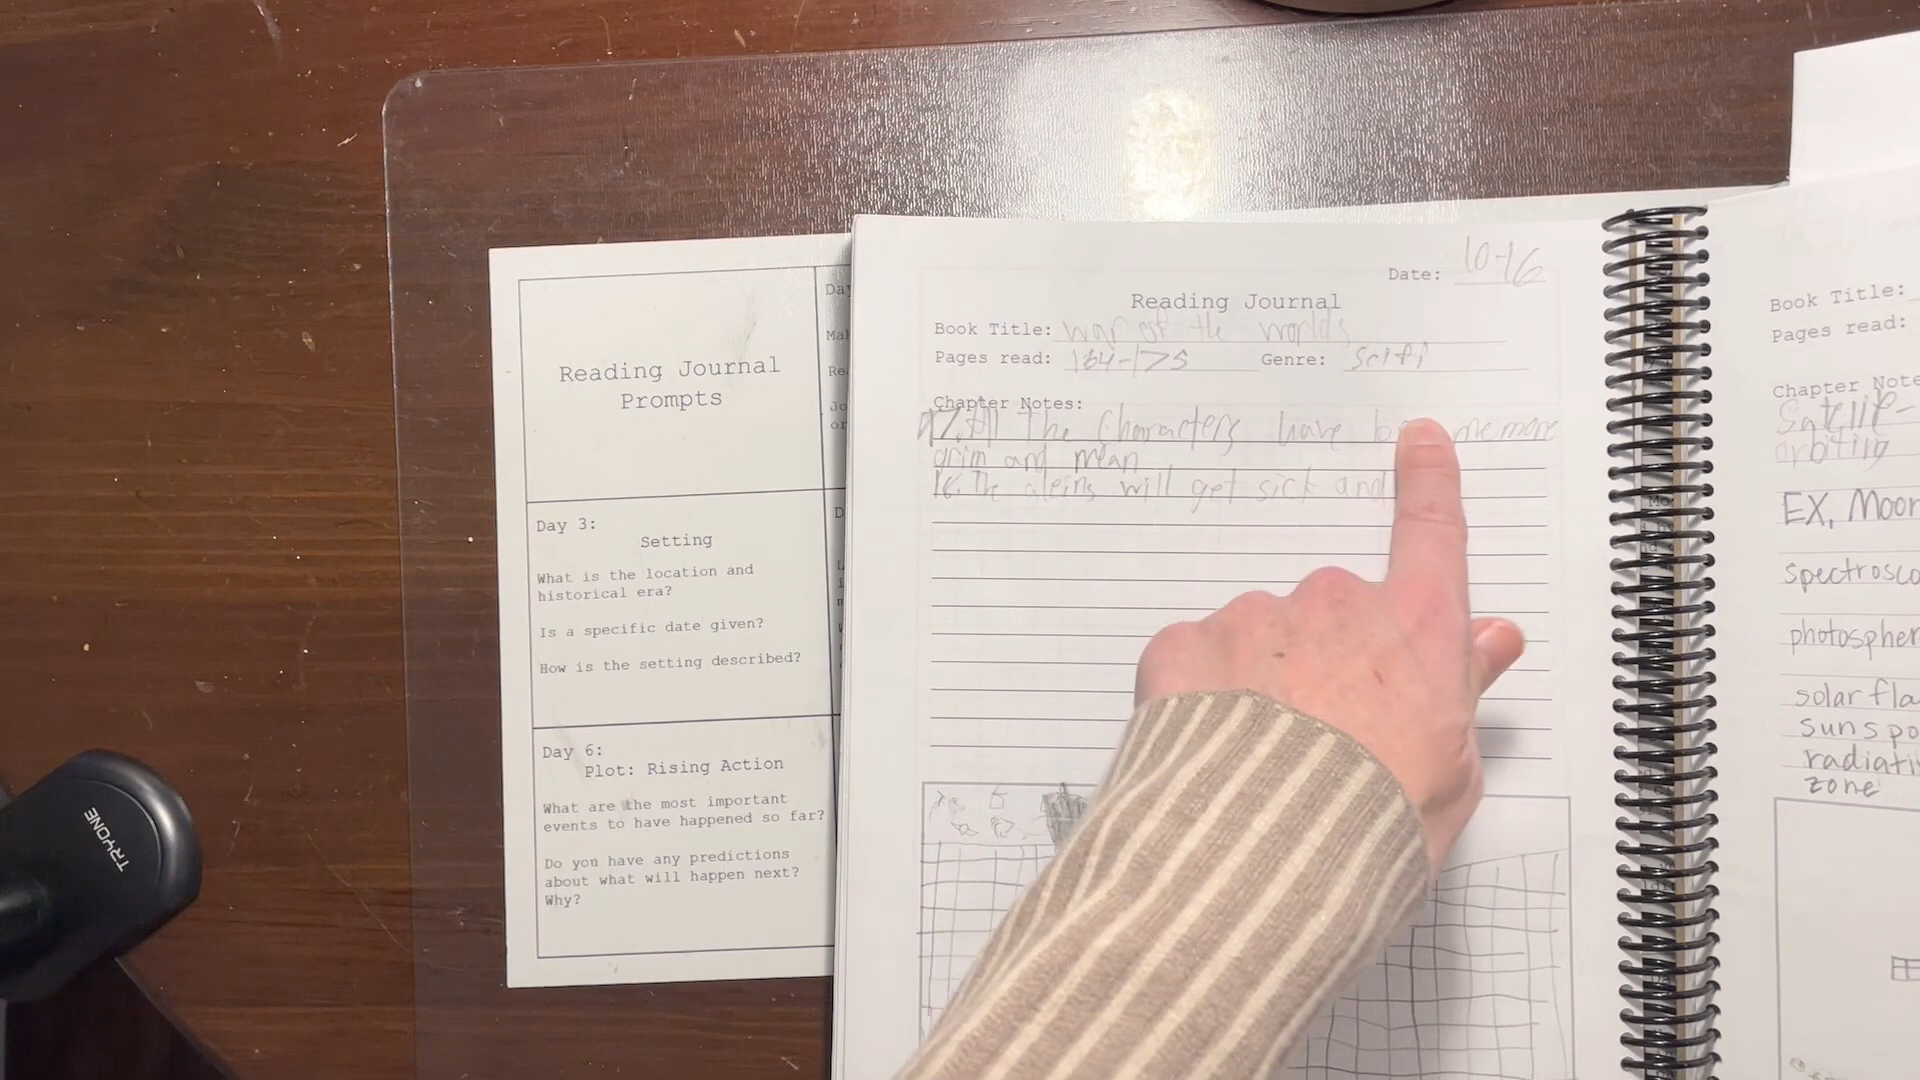 Reading Journal
Prompts
Day 3:
Setting
What is the location and
historical era?
Is a specific date given?
How is the setting described?
Day 6:
Plot: Rising Action
What are the most important
events to have happened so far?
Do you have any predictions
about what will happen next?
Why?
Date: 10-16
Reading Journal
Book Title: war of the worlds
Pages read: 164-175 Genre: scifi
Chapter Notes:
All The Characters have me more
grim and mean
16. The aleins will get sick and
Book Title:
Pages read:
Chapter Note
Satelite-
orbiting
EX, Moon
spectrosco
photospher
solar fla
sunspo
radiati
zone
TRYONE